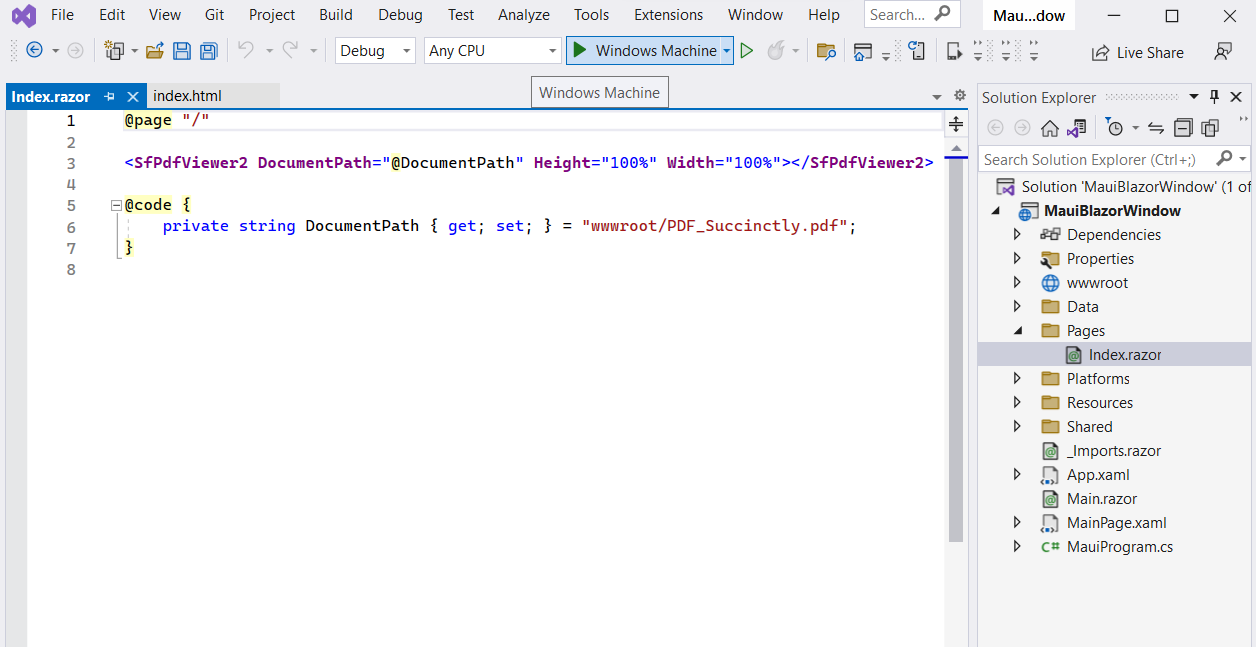 File Edit View Git Project Build Debug Test Analyze Tools Extensions Window Help Search... Mau...dow
Debug Any CPU Windows Machine Live Share
Index.razor index.html
Windows Machine
1 @page "/"
2
3 <SfPdfViewer2 DocumentPath="@DocumentPath" Height="100%" Width="100%"></SfPdfViewer2>
4
5 @code {
6 private string DocumentPath { get; set; } = "wwwroot/PDF_Succinctly.pdf";
7 }
8
Solution Explorer
Search Solution Explorer (Ctrl+;)
Solution 'MauiBlazorWindow' (1 of
MauiBlazorWindow
Dependencies
Properties
wwwroot
Data
Pages
Index.razor
Platforms
Resources
Shared
_Imports.razor
App.xaml
Main.razor
MainPage.xaml
C# MauiProgram.cs